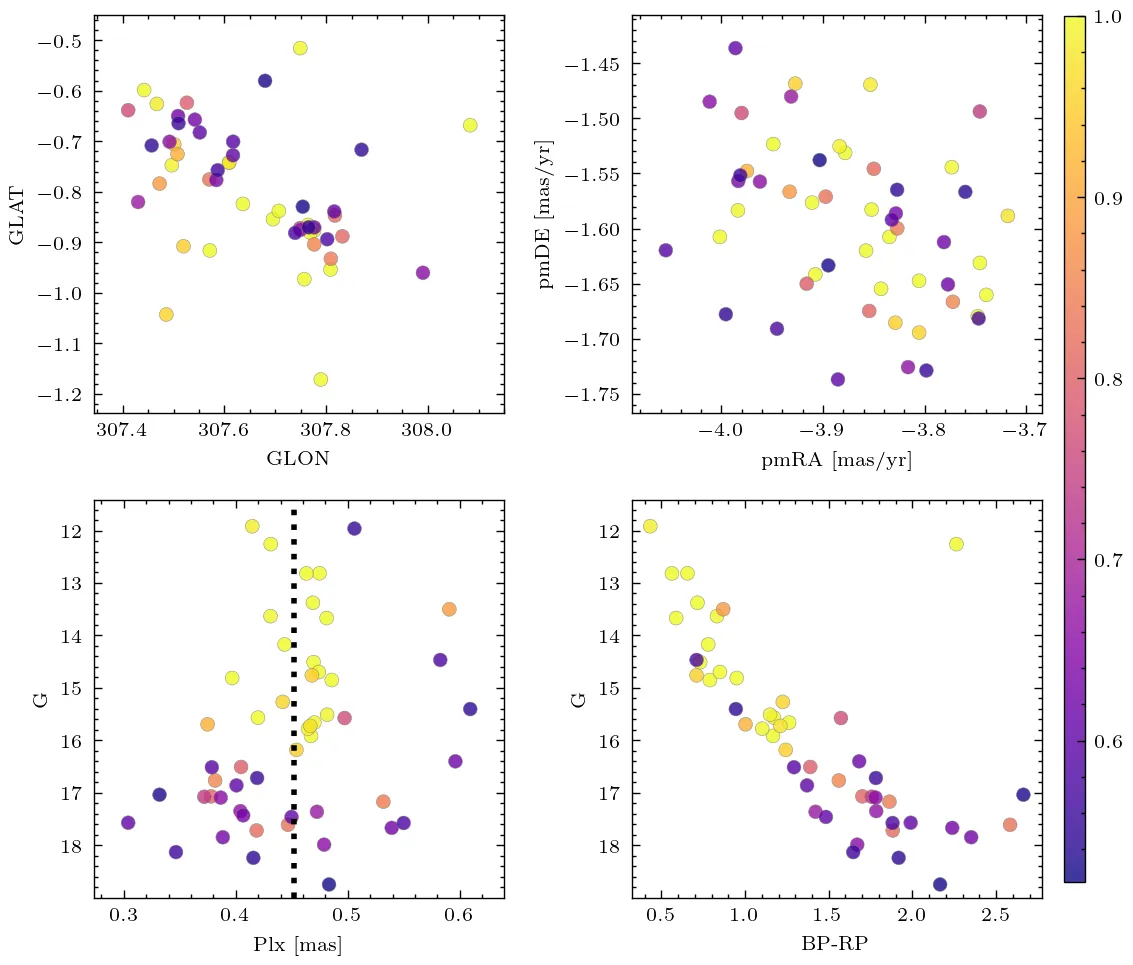 −0.5
−0.6
−0.7
−0.8
−0.9
−1.0
−1.1
−1.2
GLAT
307.4 307.6 307.8 308.0
GLON
−1.45
−1.50
−1.55
−1.60
−1.65
−1.70
−1.75
pmDE [mas/yr]
−4.0 −3.9 −3.8 −3.7
pmRA [mas/yr]
12
13
14
15
16
17
18
G
0.3 0.4 0.5 0.6
Plx [mas]
12
13
14
15
16
17
18
G
0.5 1.0 1.5 2.0 2.5
BP-RP
1.0
0.9
0.8
0.7
0.6